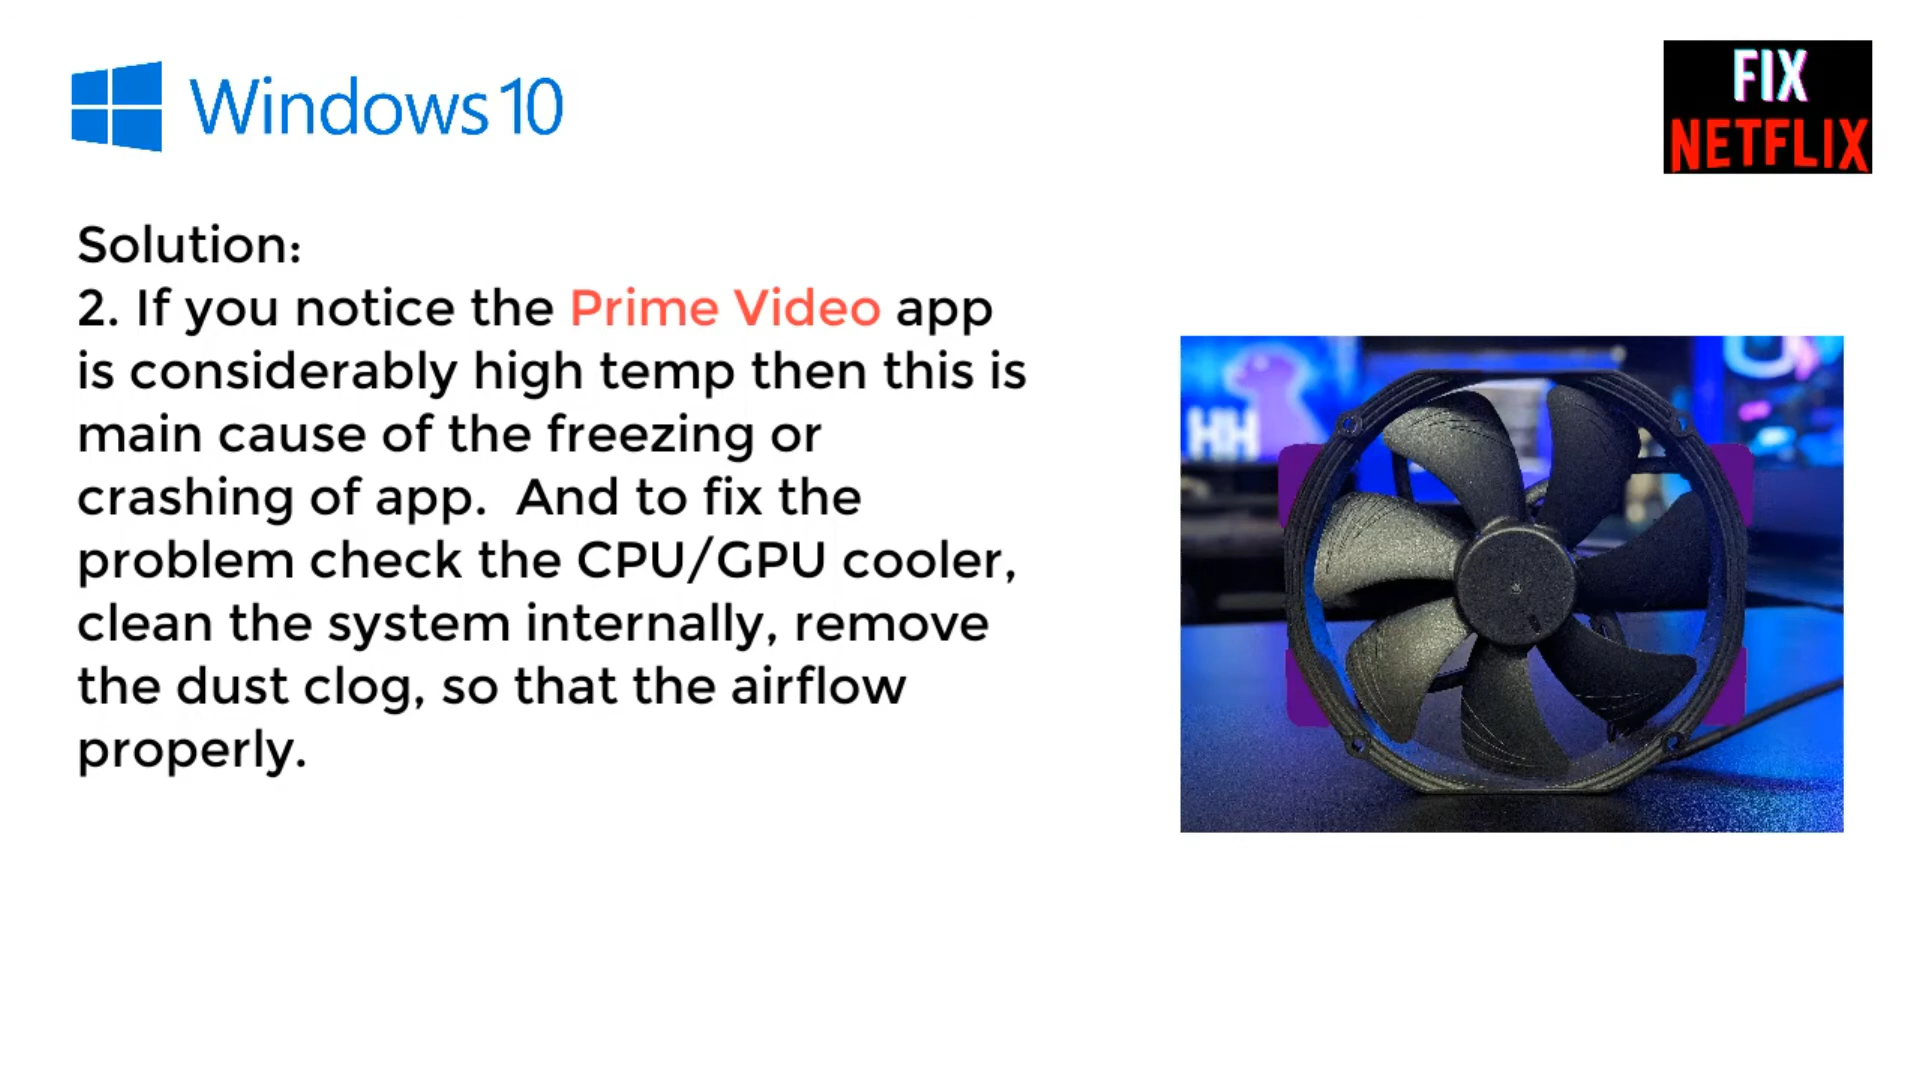 Windows 10
FIX
NETFLIX
Solution:
2. If you notice the Prime Video app
is considerably high temp then this is
main cause of the freezing or
crashing of app.  And to fix the
problem check the CPU/GPU cooler,
clean the system internally, remove
the dust clog, so that the airflow
properly.
HH